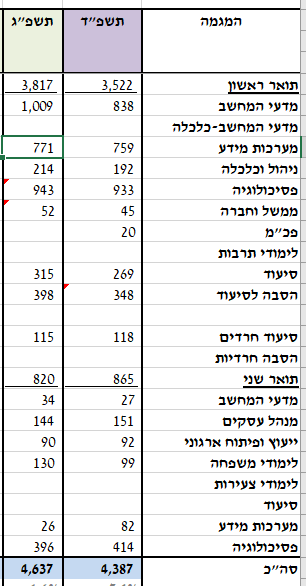 המגמה תשפ״ד תשפ״ג
תואר ראשון 3,522 3,817
מדעי המחשב 838 1,009
מדעי המחשב-כלכלה
מערכות מידע 759 771
ניהול וכלכלה 192 214
פסיכולוגיה 933 943
ממשל וחברה 45 52
פכ״מ 20
לימודי תרבות
סיעוד 269 315
הסבה לסיעוד 348 398
סיעוד חרדים 118 115
הסבה חרדיות
תואר שני 865 820
מדעי המחשב 27 34
מנהל עסקים 151 144
ייעוץ ופיתוח ארגוני 92 90
לימודי משפחה 99 130
לימודי צעירות
סיעוד
מערכות מידע 82 26
פסיכולוגיה 414 396
סה״כ 4,387 4,637